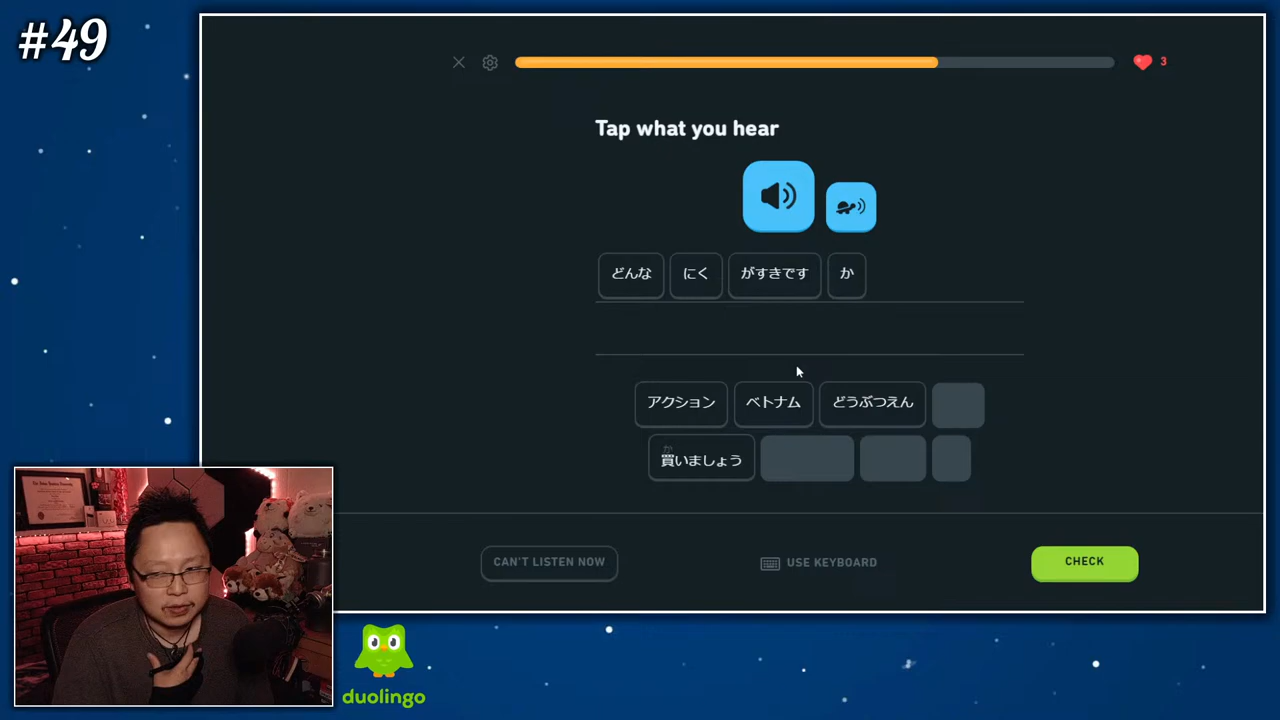 #49
3
Tap what you hear
どんな にく がすきです か
アクション ベトナム どうぶつえん
か
買いましょう
CAN'T LISTEN NOW
USE KEYBOARD
CHECK
duolingo